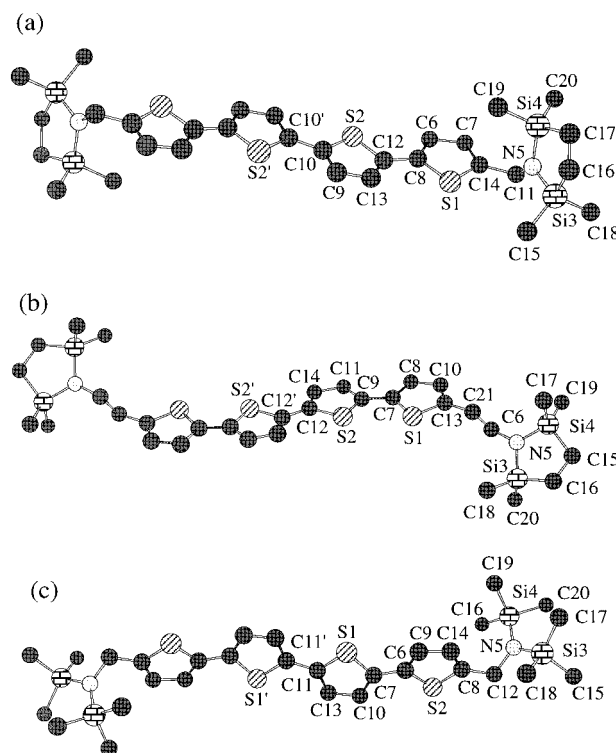 (a)
C19
C20
Si4
C17
N5
C16
C11
Si3
C18
C15
S2
C6
C7
C10'
C12
C10
C8
C14
S2'
C9
C13
S1
(b)
S2'
C14
C11
C9
C8
C10
C21
C12'
C12
S2
C7
S1
C13
C6
C17
C19
Si4
N5
C15
Si3
C16
C18
C20
(c)
C19
Si4
C20
C17
C16
N5
Si3
C11'
S1
C6
C9
C14
C11
C7
C8
C12
C18
C15
S1'
C13
C10
S2